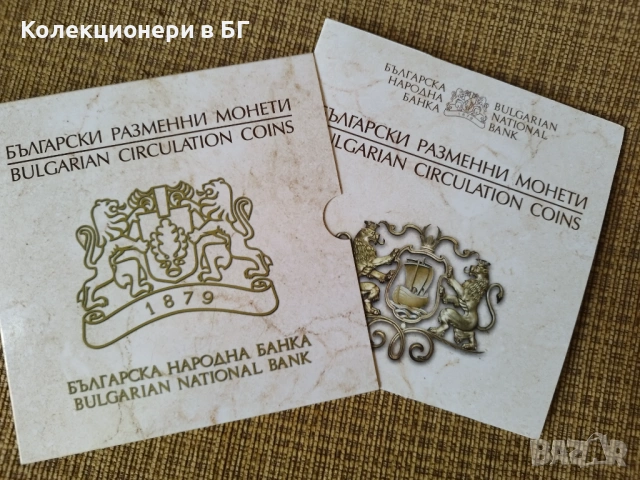 Колекционери в БГ
БЪЛГАРСКИ РАЗМЕННИ МОНЕТИ
BULGARIAN CIRCULATION COINS
1879
БЪЛГАРСКА НАРОДНА БАНКА
BULGARIAN NATIONAL BANK
БЪЛГАРСКА
НАРОДНА
БАНКА
BULGARIAN
NATIONAL
BANK
БЪЛГАРСКИ РАЗМЕННИ МОНЕТИ
BULGARIAN CIRCULATION COINS
BAZAR